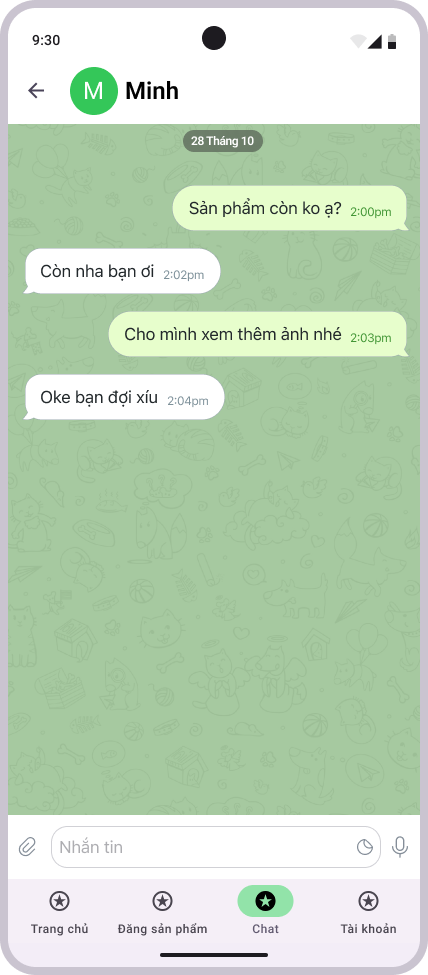 9:30
M Minh
28 Tháng 10
Sản phẩm còn ko ạ? 2:00pm
Còn nha bạn ơi 2:02pm
Cho mình xem thêm ảnh nhé 2:03pm
Oke bạn đợi xíu 2:04pm
Nhắn tin
Trang chủ Đăng sản phẩm Chat Tài khoản